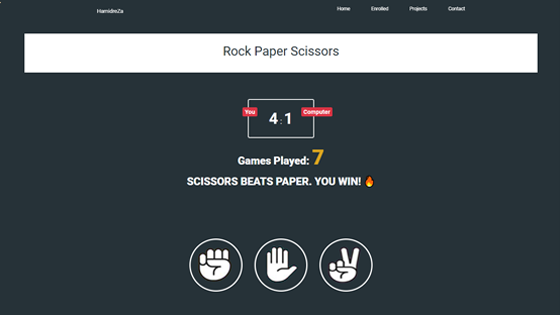 HamidreZa
Home Enrolled Projects Contact
Rock Paper Scissors
You Computer
4 : 1
Games Played: 7
SCISSORS BEATS PAPER. YOU WIN! 🔥